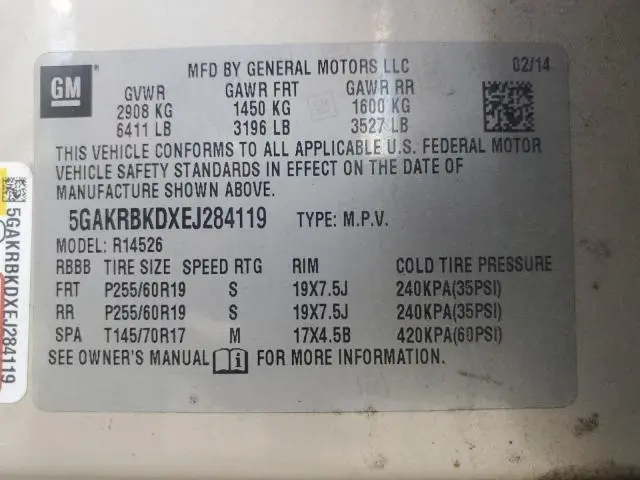 MFD BY GENERAL MOTORS LLC 02/14
GM
GVWR GAWR FRT GAWR RR
2908 KG 1450 KG 1600 KG
6411 LB 3196 LB 3527 LB
THIS VEHICLE CONFORMS TO ALL APPLICABLE U.S. FEDERAL MOTOR
VEHICLE SAFETY STANDARDS IN EFFECT ON THE DATE OF
MANUFACTURE SHOWN ABOVE.
5GAKRBKDXEJ284119 TYPE: M.P.V.
MODEL: R14526
RBBB TIRE SIZE SPEED RTG RIM COLD TIRE PRESSURE
FRT P255/60R19 S 19X7.5J 240KPA(35PSI)
RR P255/60R19 S 19X7.5J 240KPA(35PSI)
SPA T145/70R17 M 17X4.5B 420KPA(60PSI)
SEE OWNER'S MANUAL FOR MORE INFORMATION.
5GAKRBKDXEJ284119